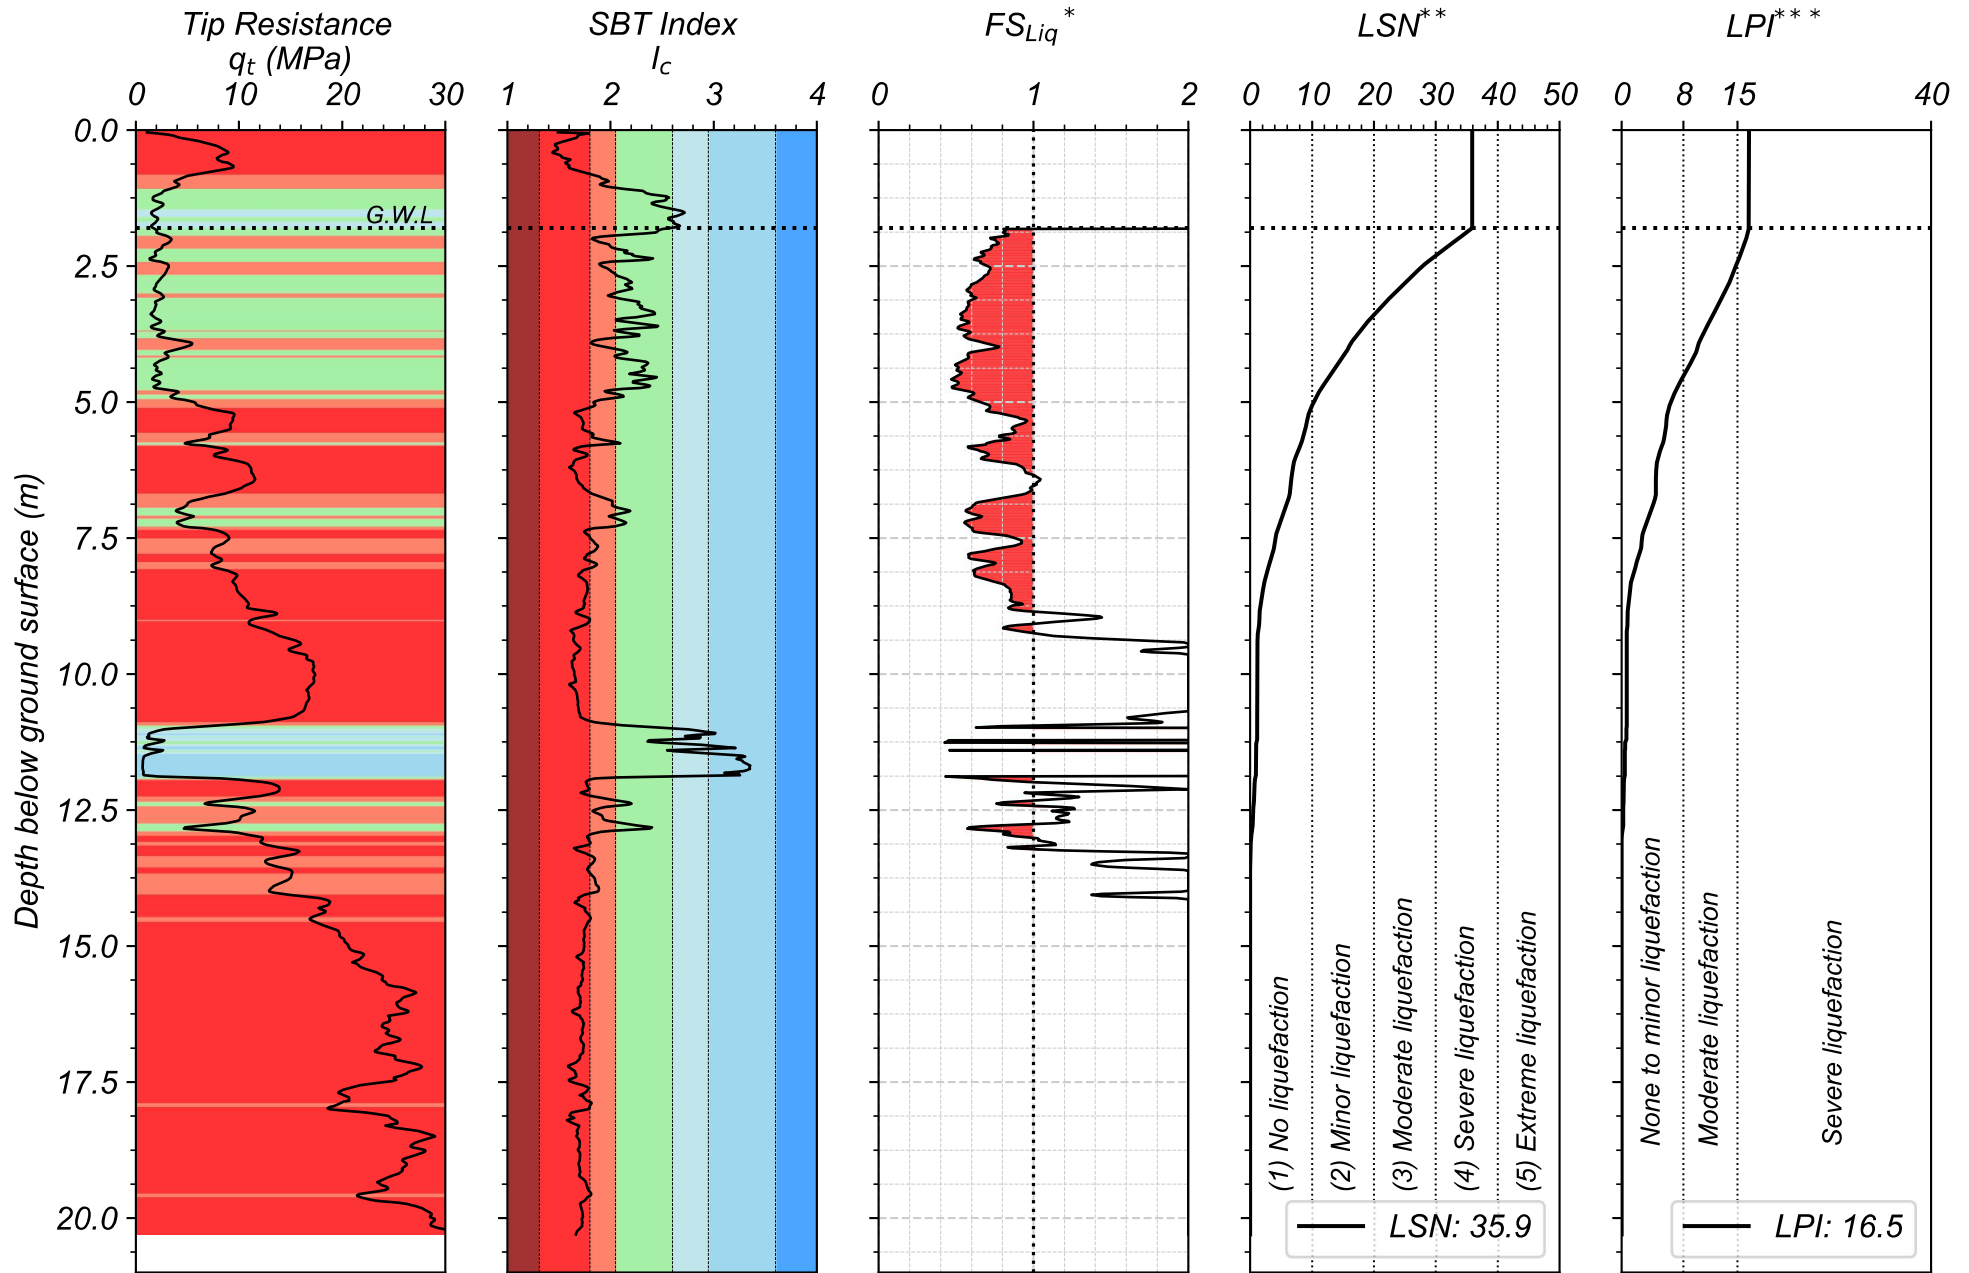 Tip Resistance
qt (MPa)
0 10 20 30
SBT Index
Ic
1 2 3 4
FSLiq*
0 1 2
LSN**
0 10 20 30 40 50
LPI***
0 8 15 40
Depth below ground surface (m)
0.0
2.5
5.0
7.5
10.0
12.5
15.0
17.5
20.0
G.W.L
(1) No liquefaction
(2) Minor liquefaction
(3) Moderate liquefaction
(4) Severe liquefaction
(5) Extreme liquefaction
LSN: 35.9
None to minor liquefaction
Moderate liquefaction
Severe liquefaction
LPI: 16.5